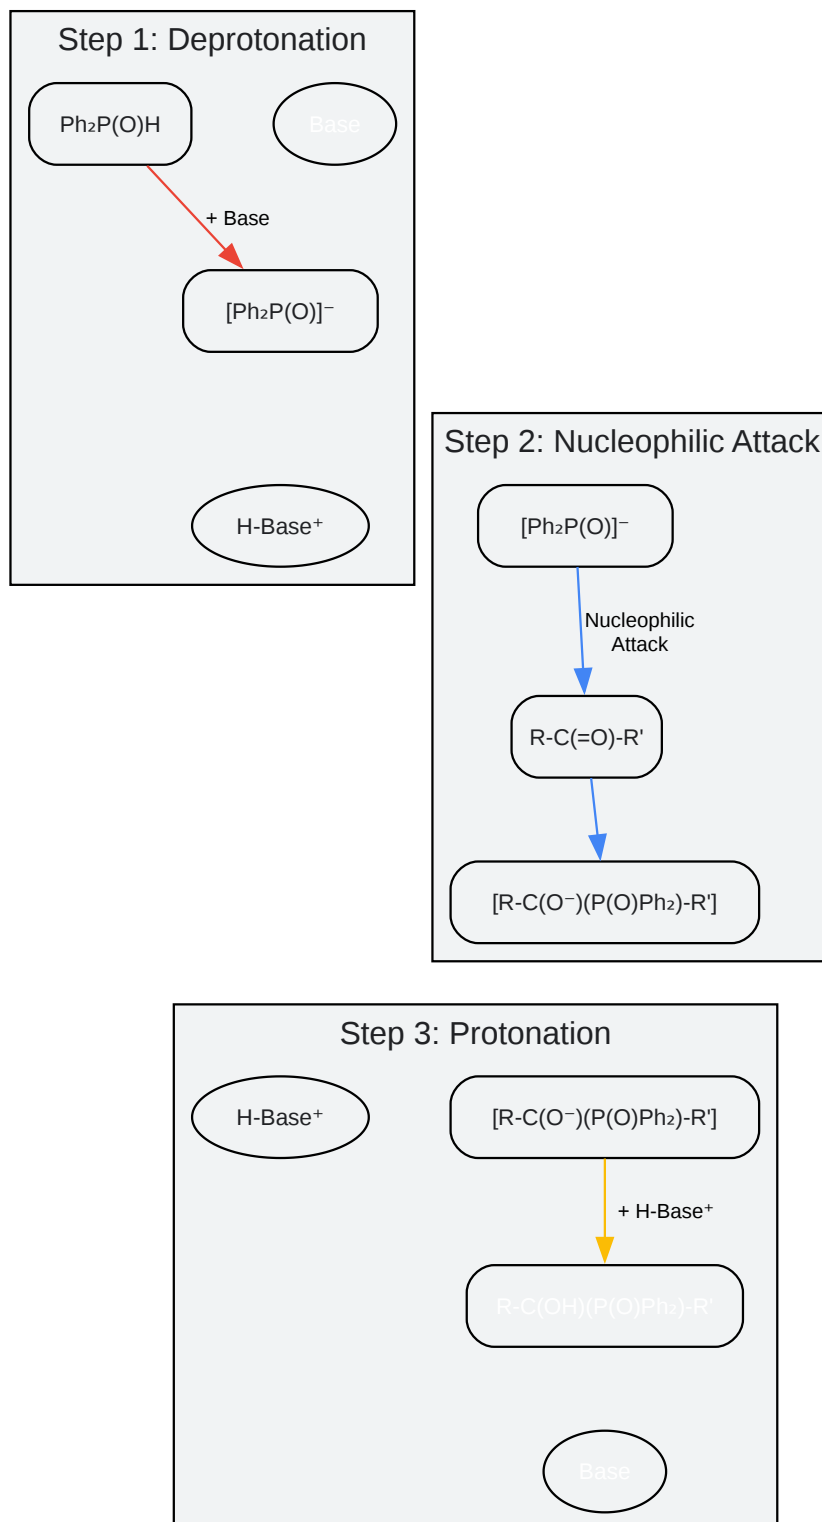 Step 1: Deprotonation
Ph₂P(O)H
Base
+ Base
[Ph₂P(O)]⁻
H-Base⁺
Step 2: Nucleophilic Attack
[Ph₂P(O)]⁻
Nucleophilic
Attack
R-C(=O)-R'
[R-C(O⁻)(P(O)Ph₂)-R']
Step 3: Protonation
H-Base⁺
[R-C(O⁻)(P(O)Ph₂)-R']
+ H-Base⁺
R-C(OH)(P(O)Ph₂)-R'
Base